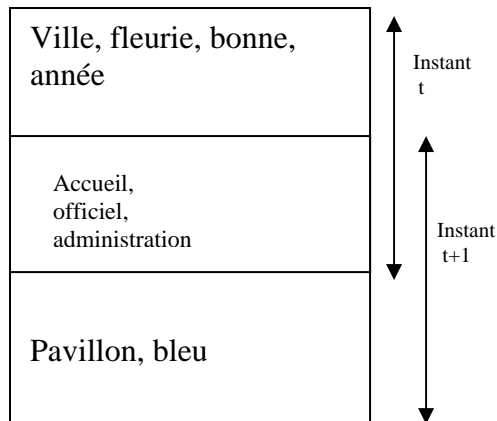 Ville, fleurie, bonne,
année
Instant
t
Accueil,
officiel,
administration
Instant
t+1
Pavillon, bleu